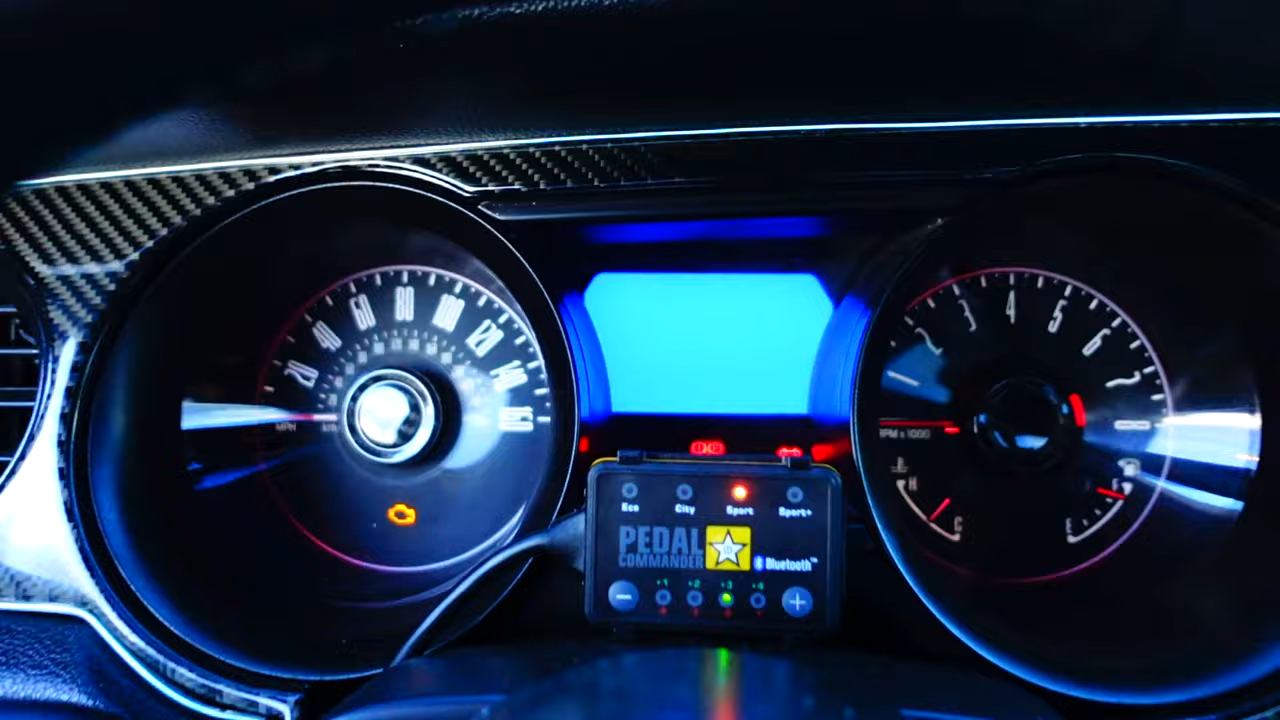 20 40 60 80 100 120 140 160
MPH
2 3 4 5 6 7
RPM x 1000
H
C
F
E
Eco City Sport Sport+
PEDAL
COMMANDER
Bluetooth™
+1 +2 +3 +4
− +